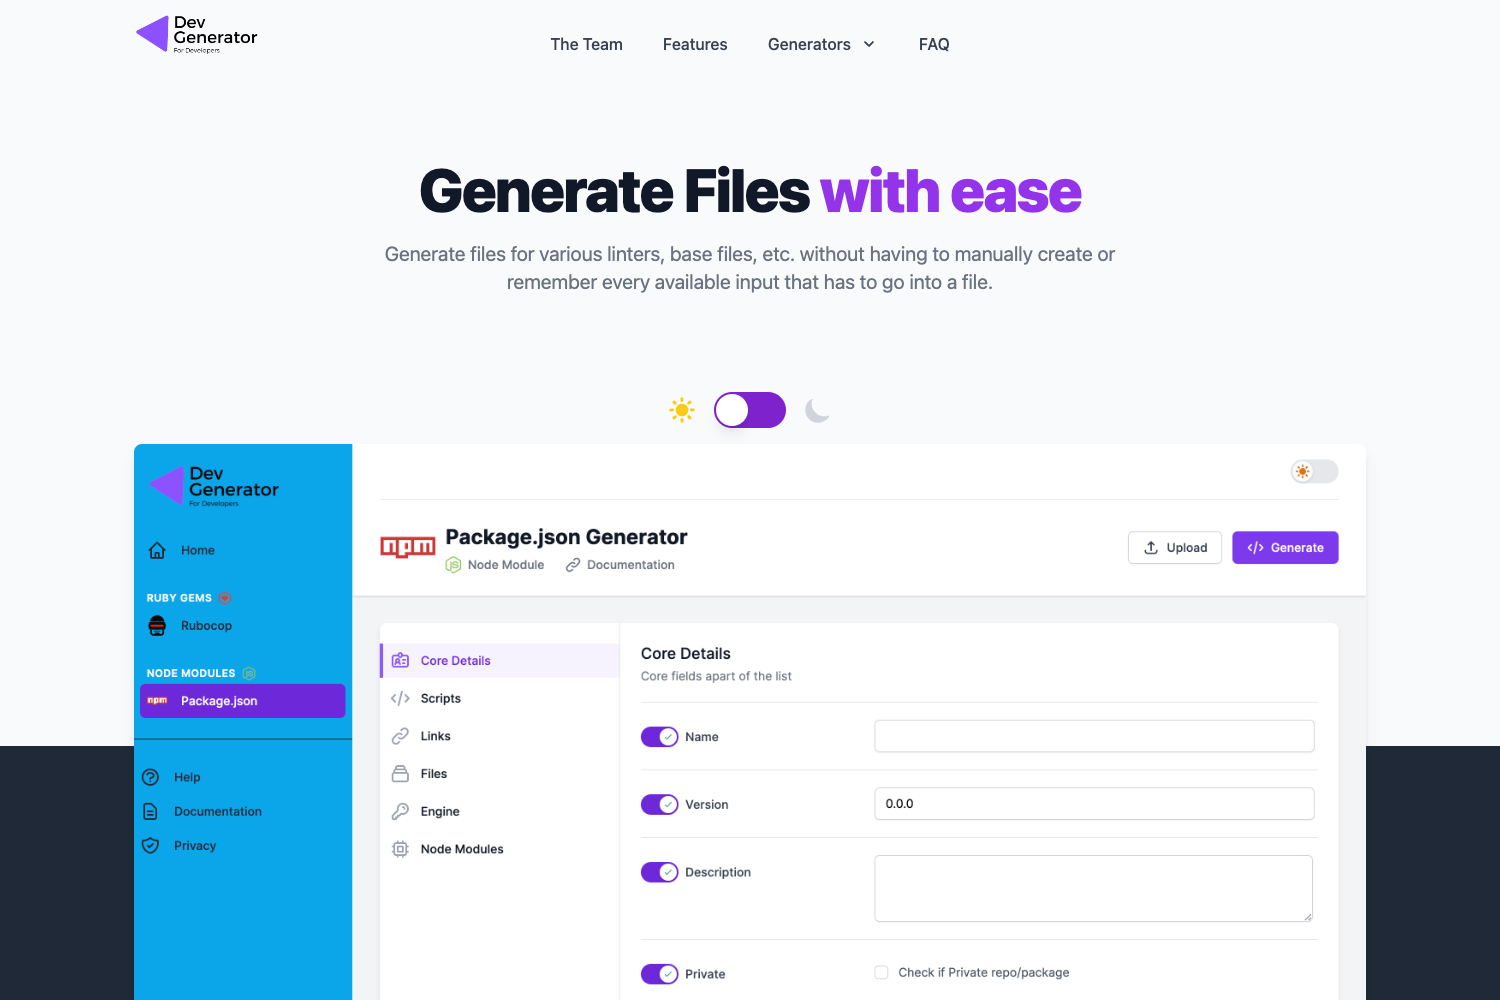 Dev
Generator
For Developers
The Team
Features
Generators
FAQ
Generate Files with ease
Generate files for various linters, base files, etc. without having to manually create or
remember every available input that has to go into a file.
Dev
Generator
For Developers
Home
RUBY GEMS
Rubocop
NODE MODULES
npm
Package.json
Help
Documentation
Privacy
npm
Package.json Generator
JS
Node Module
Documentation
Upload
</> Generate
Core Details
</> Scripts
Links
Files
Engine
Node Modules
Core Details
Core fields apart of the list
Name
Version
0.0.0
Description
Private
Check if Private repo/package